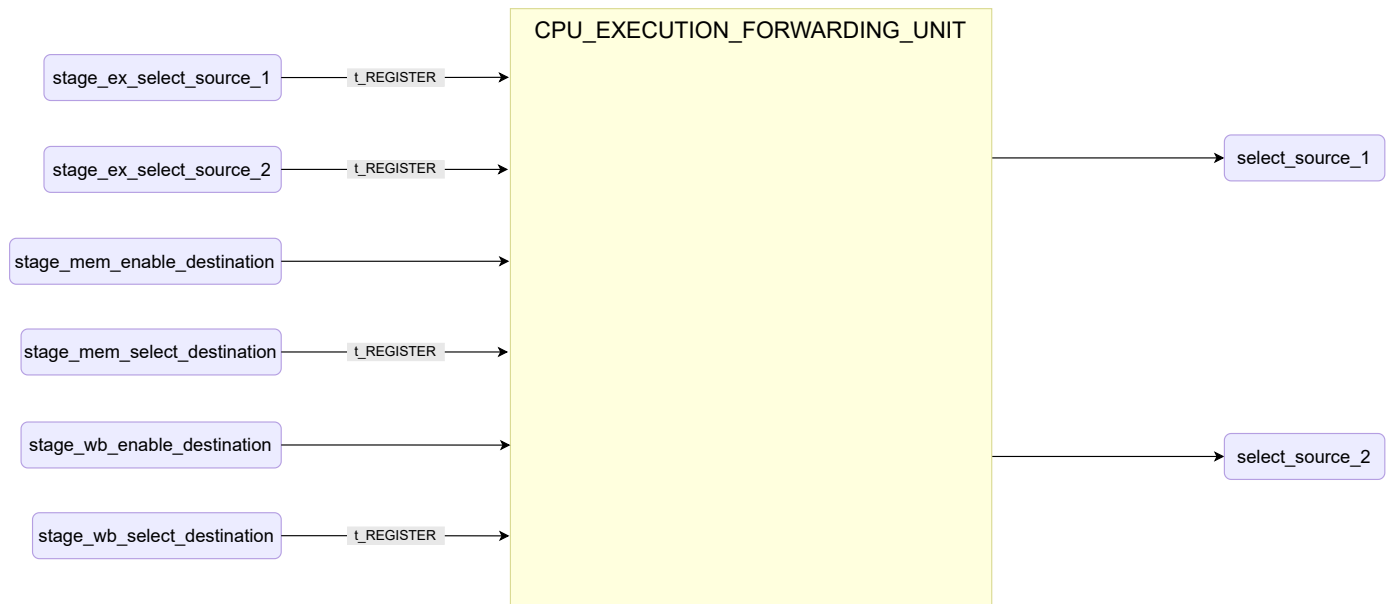 CPU_EXECUTION_FORWARDING_UNIT
stage_ex_select_source_1
t_REGISTER
stage_ex_select_source_2
t_REGISTER
stage_mem_enable_destination
stage_mem_select_destination
t_REGISTER
stage_wb_enable_destination
stage_wb_select_destination
t_REGISTER
select_source_1
select_source_2